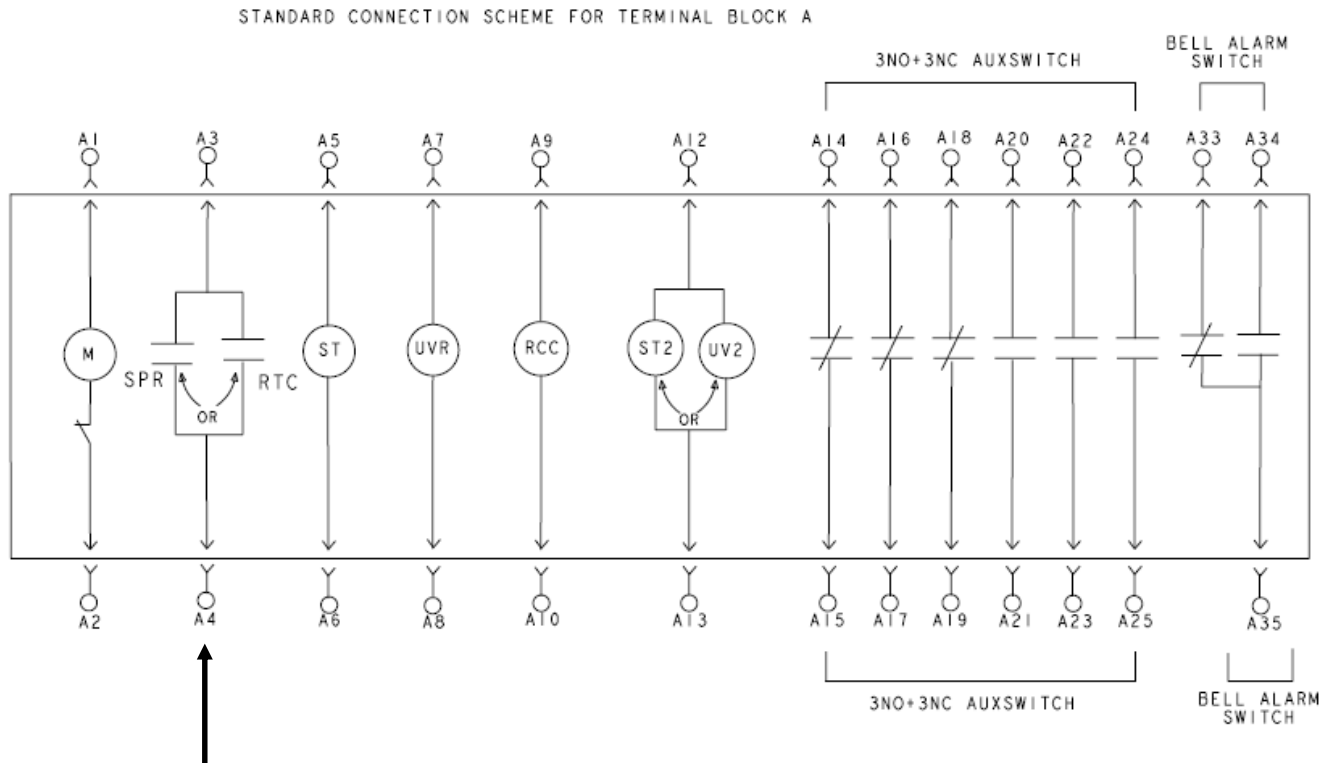 STANDARD CONNECTION SCHEME FOR TERMINAL BLOCK A
3NO+3NC AUXSWITCH
BELL ALARM
SWITCH
A1 A3 A5 A7 A9 A12 A14 A16 A18 A20 A22 A24 A33 A34
M
SPR
RTC
OR
ST
UVR
RCC
ST2
UV2
OR
A2 A4 A6 A8 A10 A13 A15 A17 A19 A21 A23 A25 A35
3NO+3NC AUXSWITCH
BELL ALARM
SWITCH